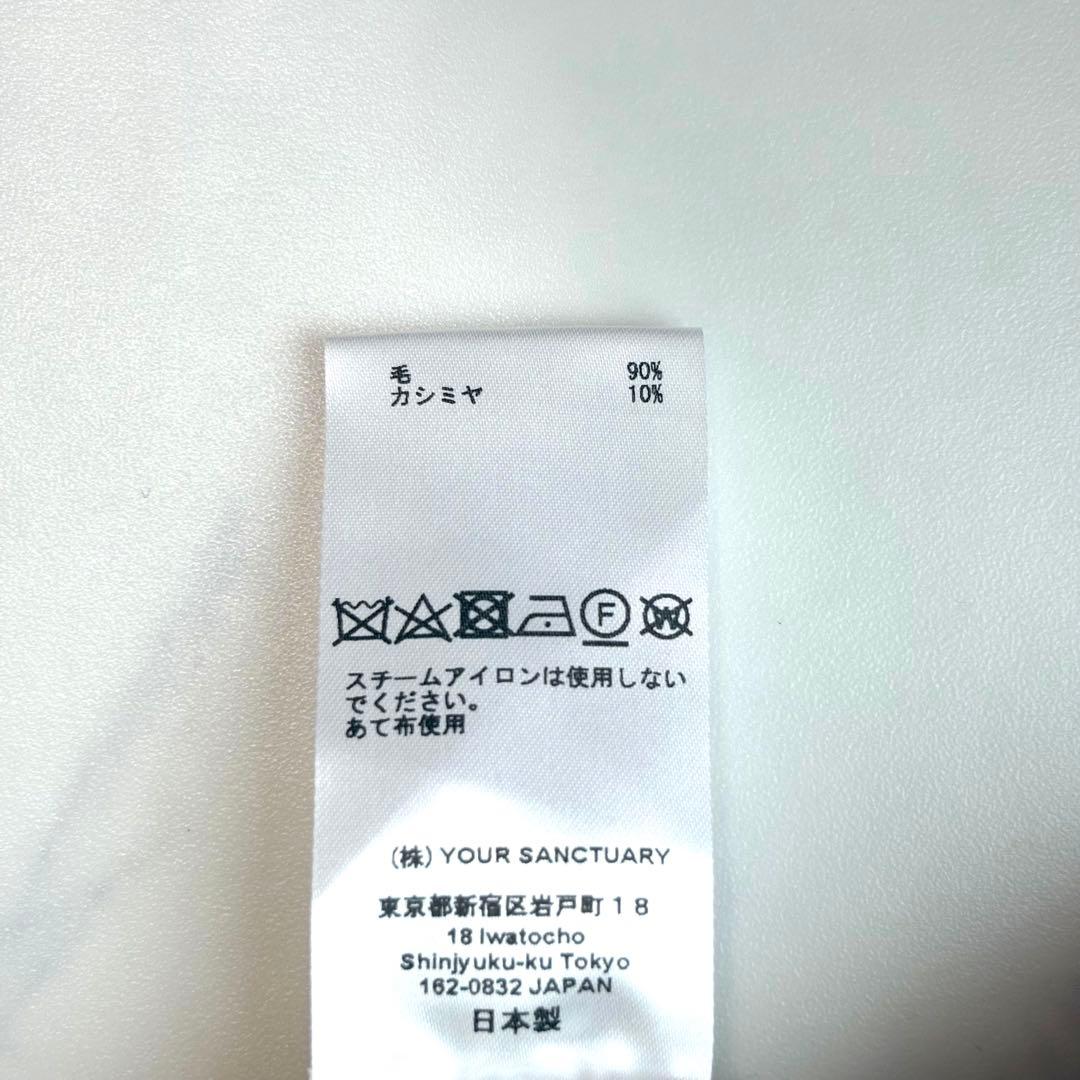 毛 90%
カシミヤ 10%
F W
スチームアイロンは使用しない
でください。
あて布使用
(株) YOUR SANCTUARY
東京都新宿区岩戸町18
18 Iwatocho
Shinjyuku-ku Tokyo
162-0832 JAPAN
日本製